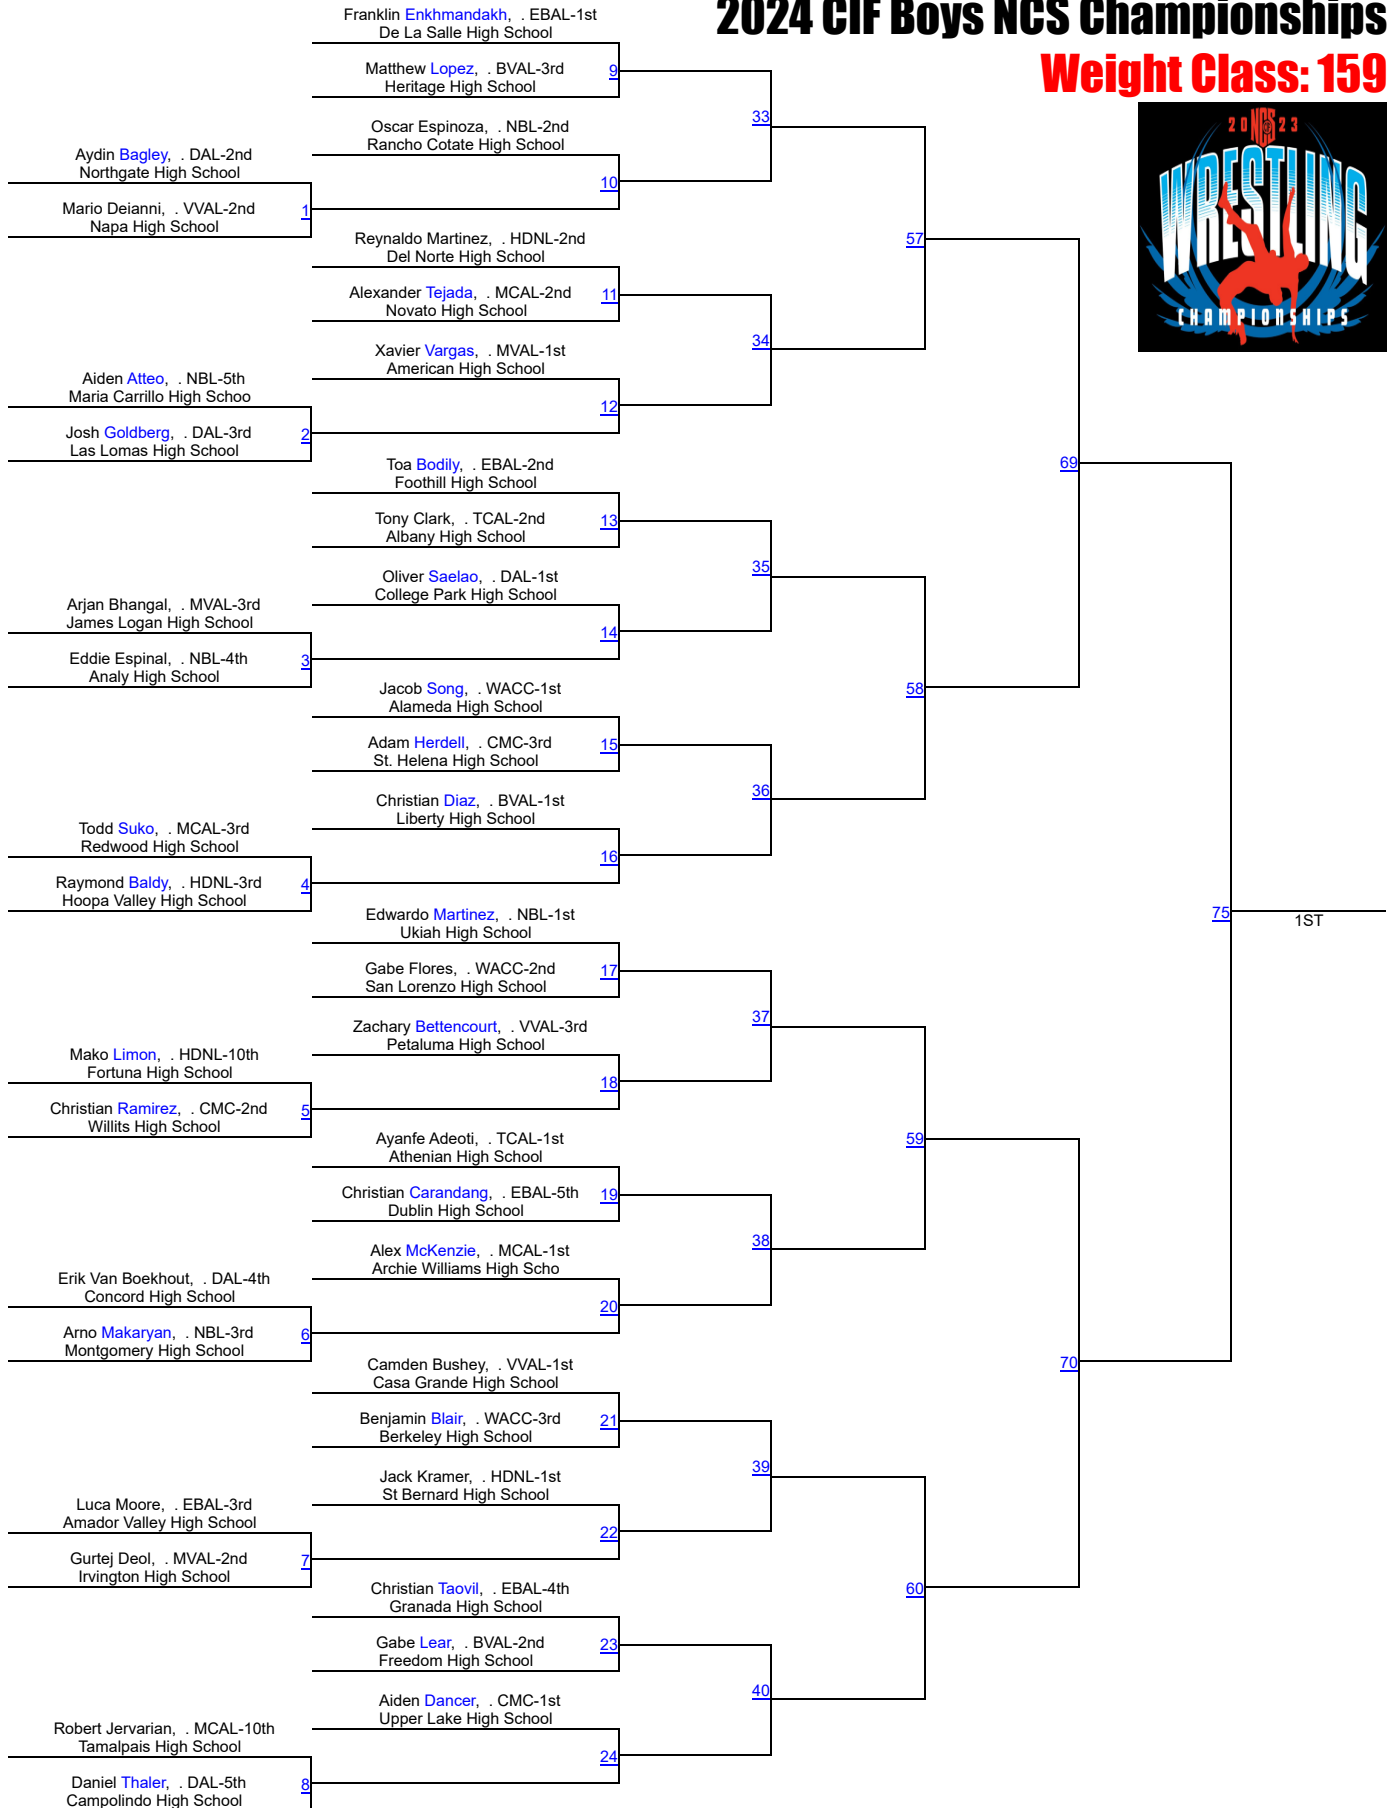 2024 CIF Boys NCS Championships
Weight Class: 159
20 NCS 23
WRESTLING
CHAMPIONSHIPS
Franklin Enkhmandakh, . EBAL-1st
De La Salle High School
Matthew Lopez, . BVAL-3rd
Heritage High School
9
33
Oscar Espinoza, . NBL-2nd
Rancho Cotate High School
Aydin Bagley, . DAL-2nd
Northgate High School
10
Mario Deianni, . VVAL-2nd
Napa High School
1
Reynaldo Martinez, . HDNL-2nd
Del Norte High School
57
Alexander Tejada, . MCAL-2nd
Novato High School
11
34
Xavier Vargas, . MVAL-1st
American High School
Aiden Atteo, . NBL-5th
Maria Carrillo High Schoo
12
Josh Goldberg, . DAL-3rd
Las Lomas High School
2
69
Toa Bodily, . EBAL-2nd
Foothill High School
Tony Clark, . TCAL-2nd
Albany High School
13
35
Oliver Saelao, . DAL-1st
College Park High School
Arjan Bhangal, . MVAL-3rd
James Logan High School
14
Eddie Espinal, . NBL-4th
Analy High School
3
Jacob Song, . WACC-1st
Alameda High School
58
Adam Herdell, . CMC-3rd
St. Helena High School
15
36
Christian Diaz, . BVAL-1st
Liberty High School
Todd Suko, . MCAL-3rd
Redwood High School
16
Raymond Baldy, . HDNL-3rd
Hoopa Valley High School
4
75
1ST
Edwardo Martinez, . NBL-1st
Ukiah High School
Gabe Flores, . WACC-2nd
San Lorenzo High School
17
37
Zachary Bettencourt, . VVAL-3rd
Petaluma High School
Mako Limon, . HDNL-10th
Fortuna High School
18
Christian Ramirez, . CMC-2nd
Willits High School
5
Ayanfe Adeoti, . TCAL-1st
Athenian High School
59
Christian Carandang, . EBAL-5th
Dublin High School
19
38
Alex McKenzie, . MCAL-1st
Archie Williams High Scho
Erik Van Boekhout, . DAL-4th
Concord High School
20
Arno Makaryan, . NBL-3rd
Montgomery High School
6
70
Camden Bushey, . VVAL-1st
Casa Grande High School
Benjamin Blair, . WACC-3rd
Berkeley High School
21
39
Jack Kramer, . HDNL-1st
St Bernard High School
Luca Moore, . EBAL-3rd
Amador Valley High School
22
Gurtej Deol, . MVAL-2nd
Irvington High School
7
Christian Taovil, . EBAL-4th
Granada High School
60
Gabe Lear, . BVAL-2nd
Freedom High School
23
40
Aiden Dancer, . CMC-1st
Upper Lake High School
Robert Jervarian, . MCAL-10th
Tamalpais High School
24
Daniel Thaler, . DAL-5th
Campolindo High School
8